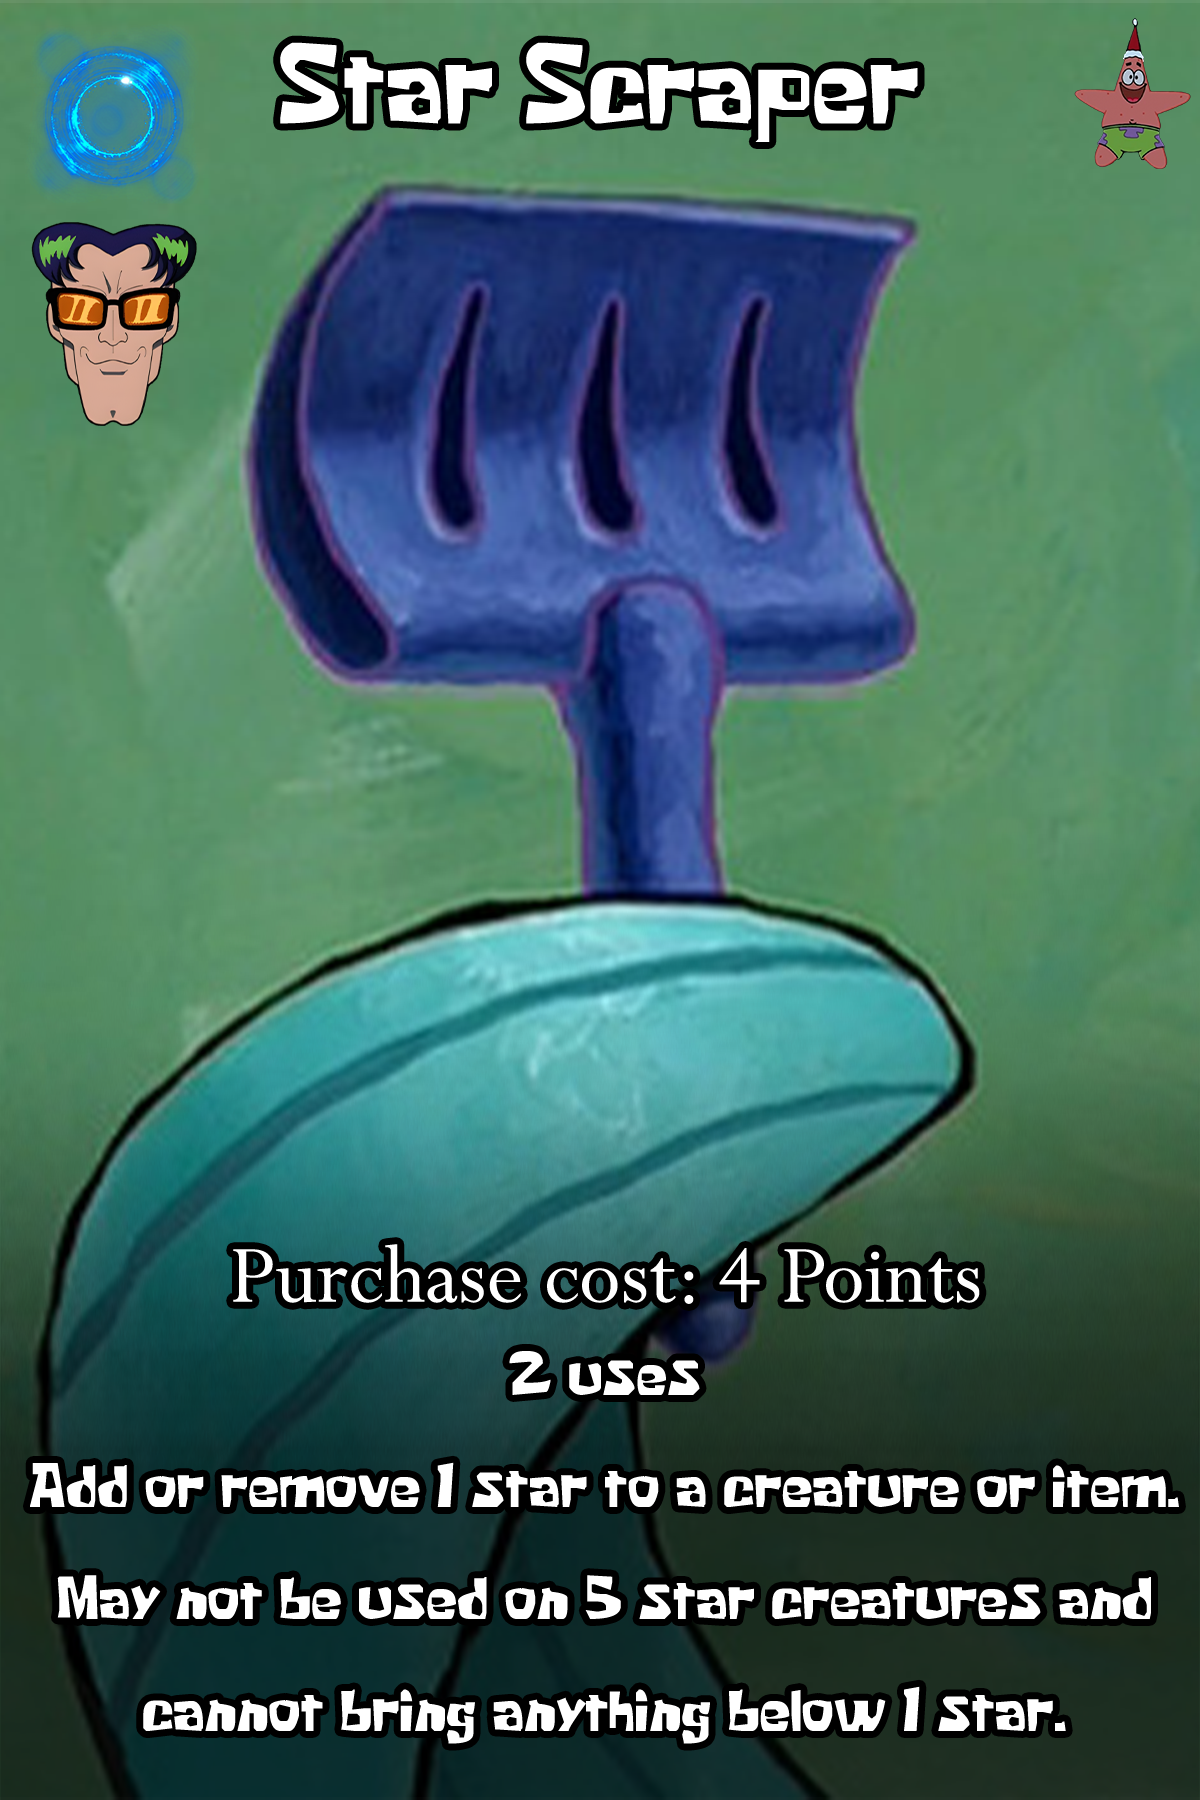 Star Scraper
Purchase cost: 4 Points
2 uses
Add or remove 1 star to a creature or item.
May not be used on 5 star creatures and
cannot bring anything below 1 star.